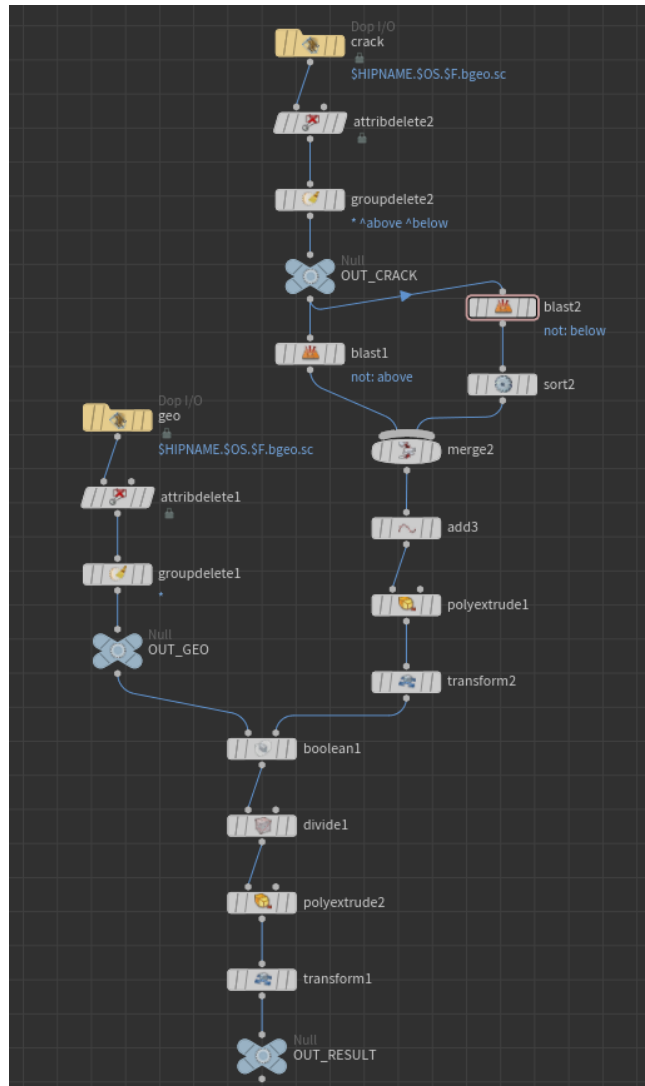 Dop I/O
crack
$HIPNAME.$OS.$F.bgeo.sc
attribdelete2
groupdelete2
* ^above ^below
Null
OUT_CRACK
blast2
not: below
blast1
not: above
sort2
Dop I/O
geo
$HIPNAME.$OS.$F.bgeo.sc
merge2
attribdelete1
add3
groupdelete1
*
polyextrude1
Null
OUT_GEO
transform2
boolean1
divide1
polyextrude2
transform1
Null
OUT_RESULT